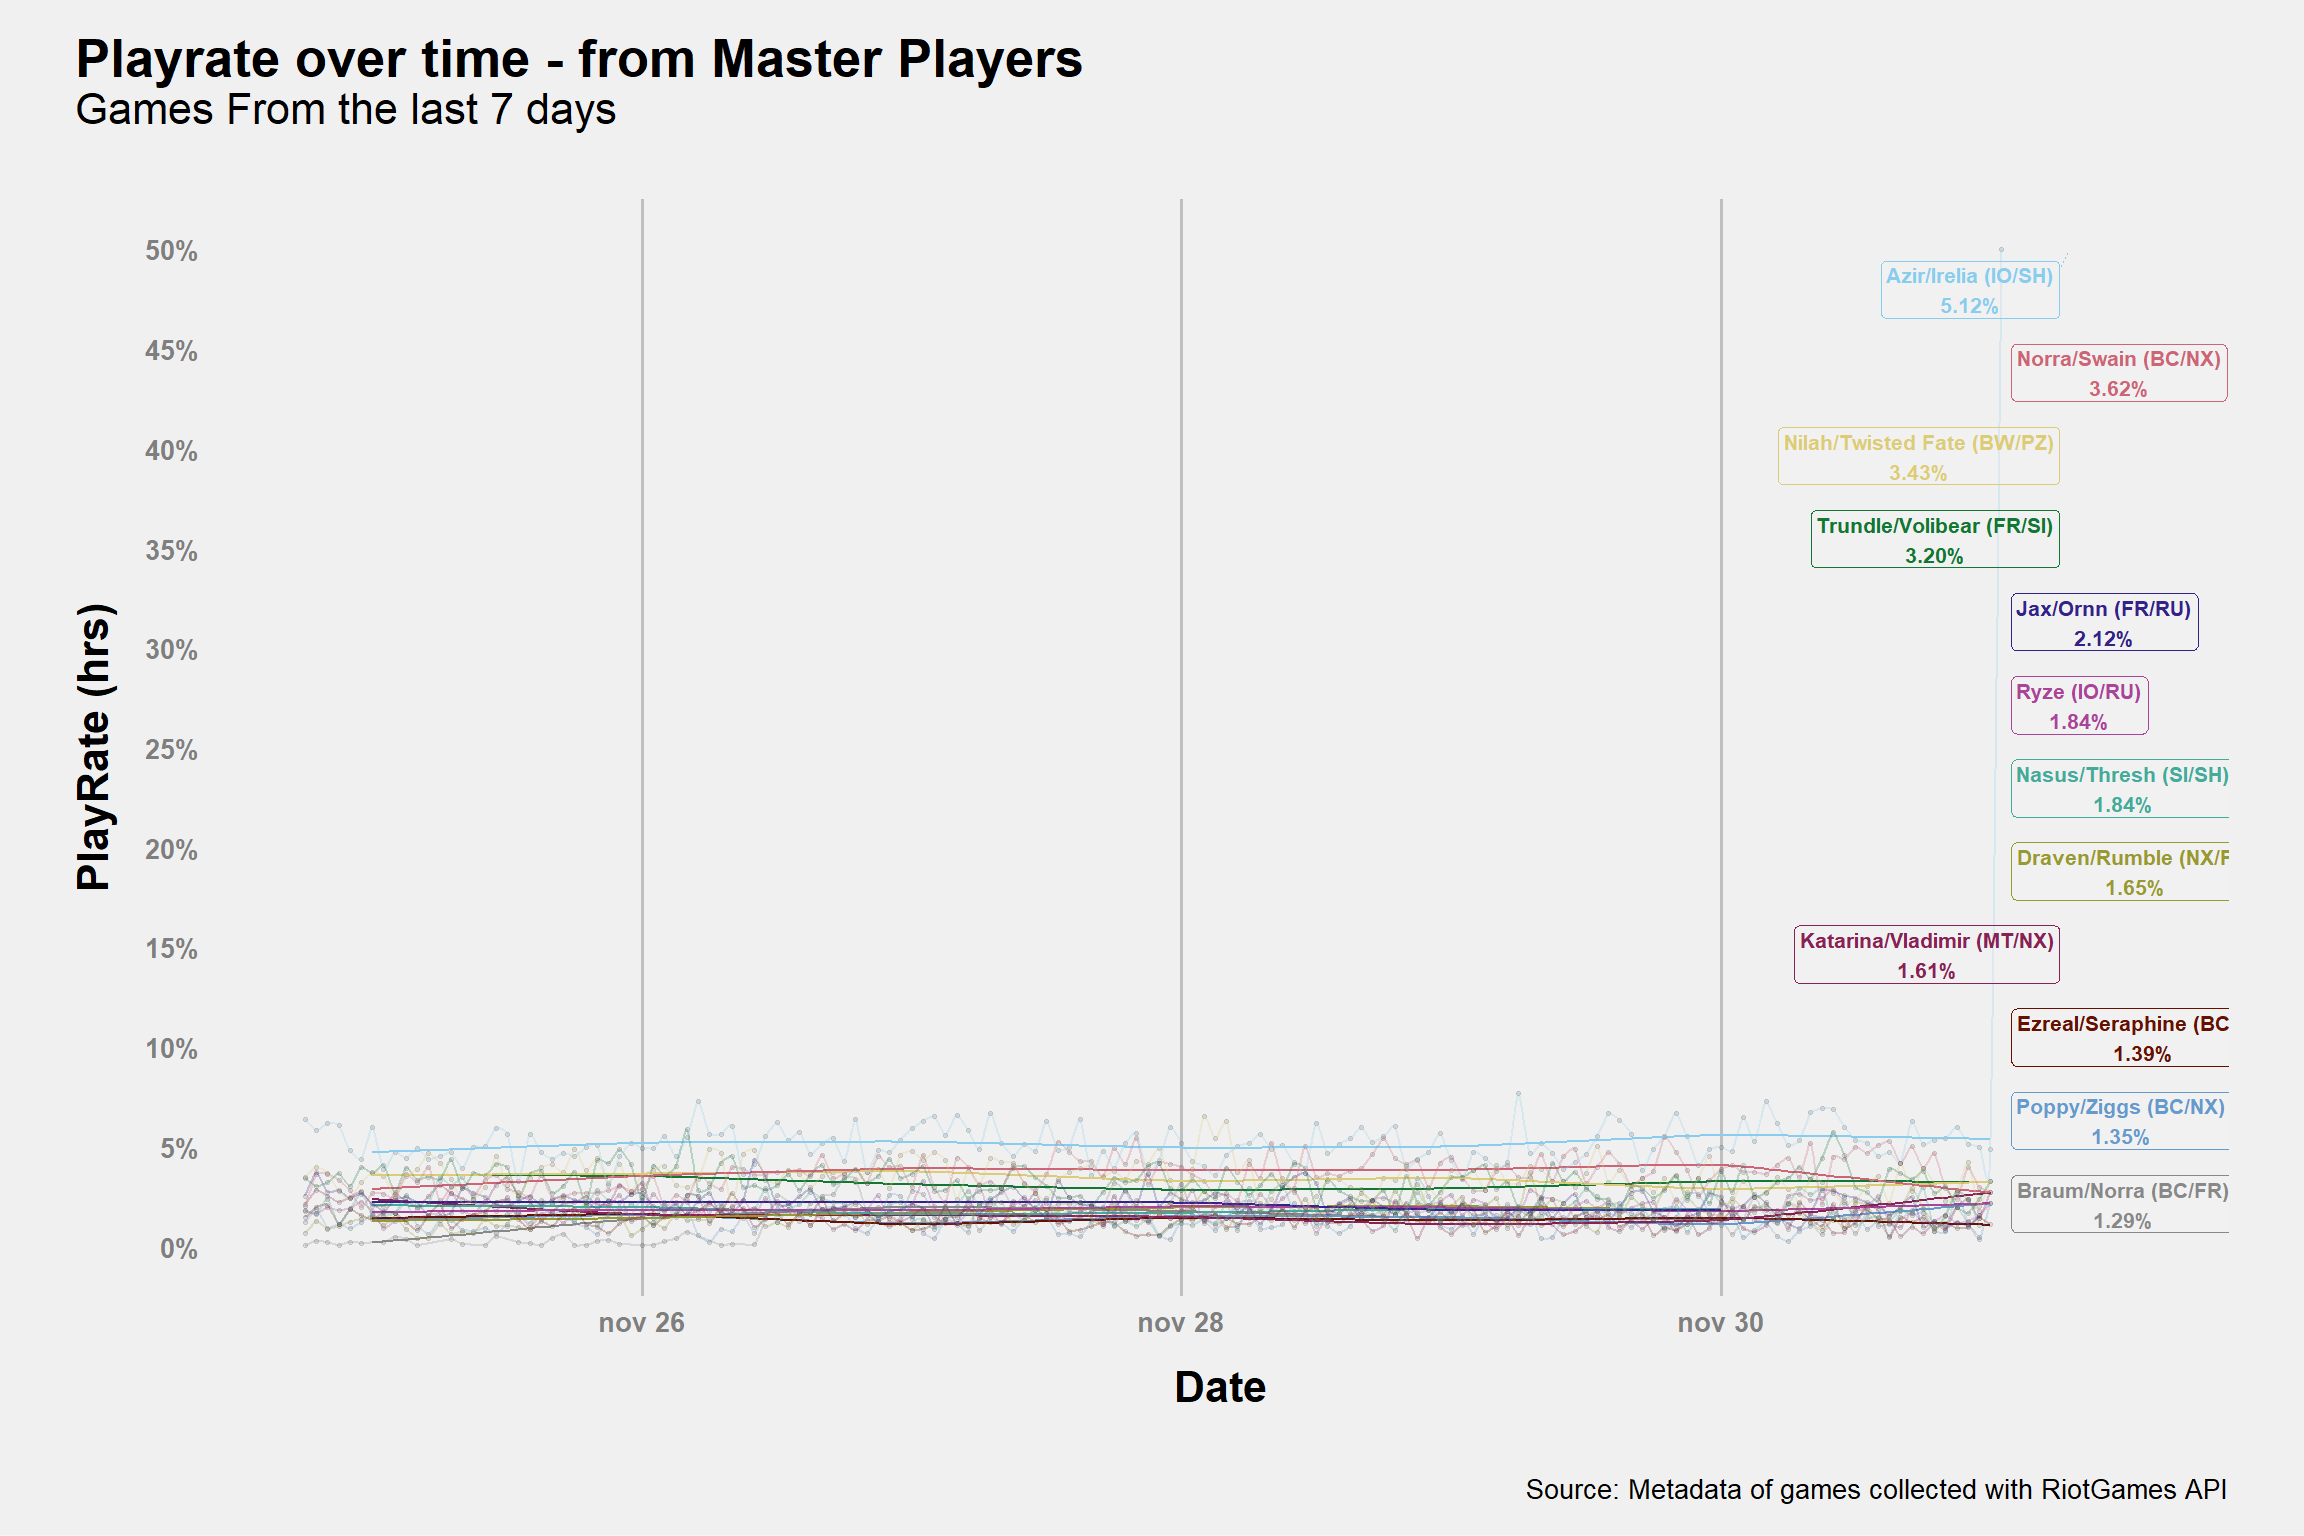 Playrate over time - from Master Players
Games From the last 7 days
PlayRate (hrs)
50%
45%
40%
35%
30%
25%
20%
15%
10%
5%
0%
Azir/Irelia (IO/SH)
5.12%
Norra/Swain (BC/NX)
3.62%
Nilah/Twisted Fate (BW/PZ)
3.43%
Trundle/Volibear (FR/SI)
3.20%
Jax/Ornn (FR/RU)
2.12%
Ryze (IO/RU)
1.84%
Nasus/Thresh (SI/SH)
1.84%
Draven/Rumble (NX/
1.65%
Katarina/Vladimir (MT/NX)
1.61%
Ezreal/Seraphine (BC
1.39%
Poppy/Ziggs (BC/NX)
1.35%
Braum/Norra (BC/FR)
1.29%
nov 26
nov 28
nov 30
Date
Source: Metadata of games collected with RiotGames API